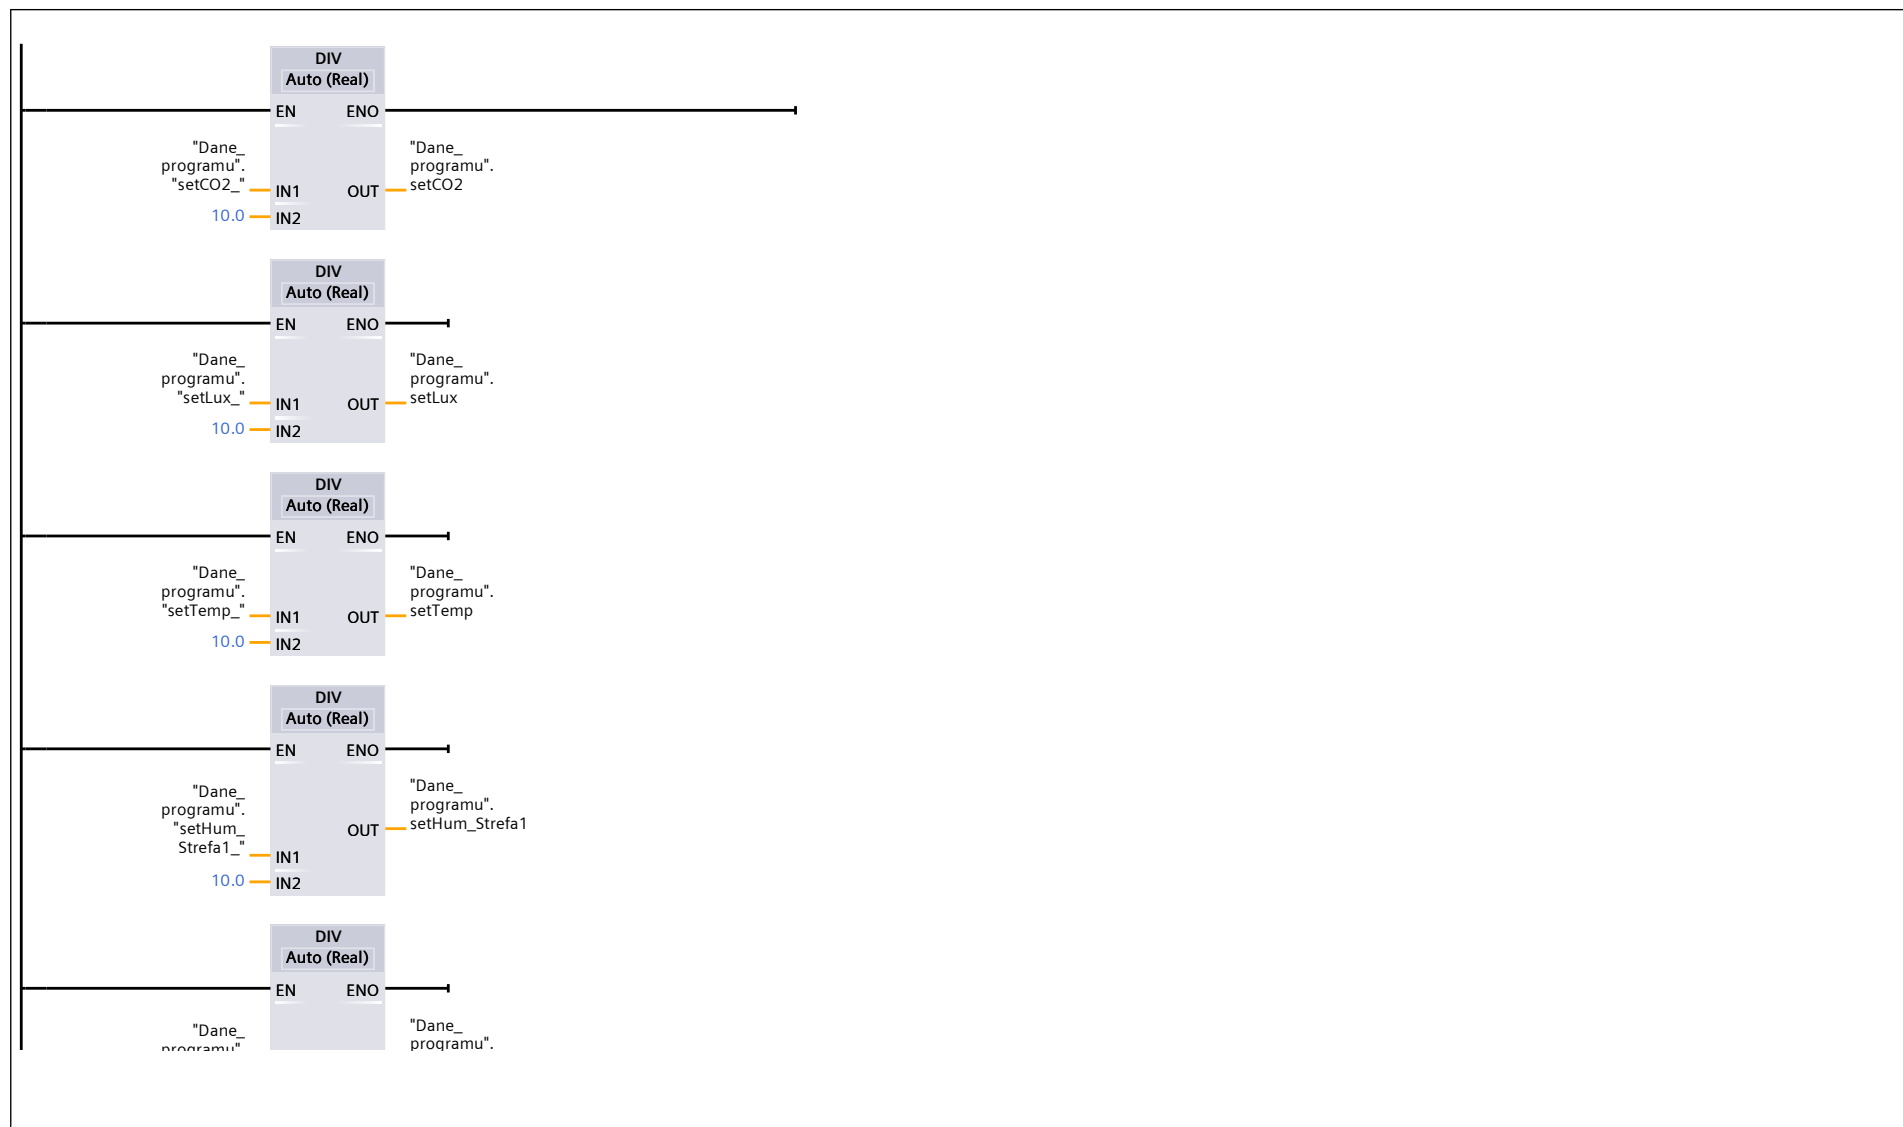 DIV
Auto (Real)
EN ENO
"Dane_
programu".
"setCO2_"
IN1
10.0
IN2
OUT
"Dane_
programu".
setCO2
DIV
Auto (Real)
EN ENO
"Dane_
programu".
"setLux_"
IN1
10.0
IN2
OUT
"Dane_
programu".
setLux
DIV
Auto (Real)
EN ENO
"Dane_
programu".
"setTemp_"
IN1
10.0
IN2
OUT
"Dane_
programu".
setTemp
DIV
Auto (Real)
EN ENO
"Dane_
programu".
"setHum_
Strefa1_"
IN1
10.0
IN2
OUT
"Dane_
programu".
setHum_Strefa1
DIV
Auto (Real)
EN ENO
"Dane_
programu".
"Dane_
programu".